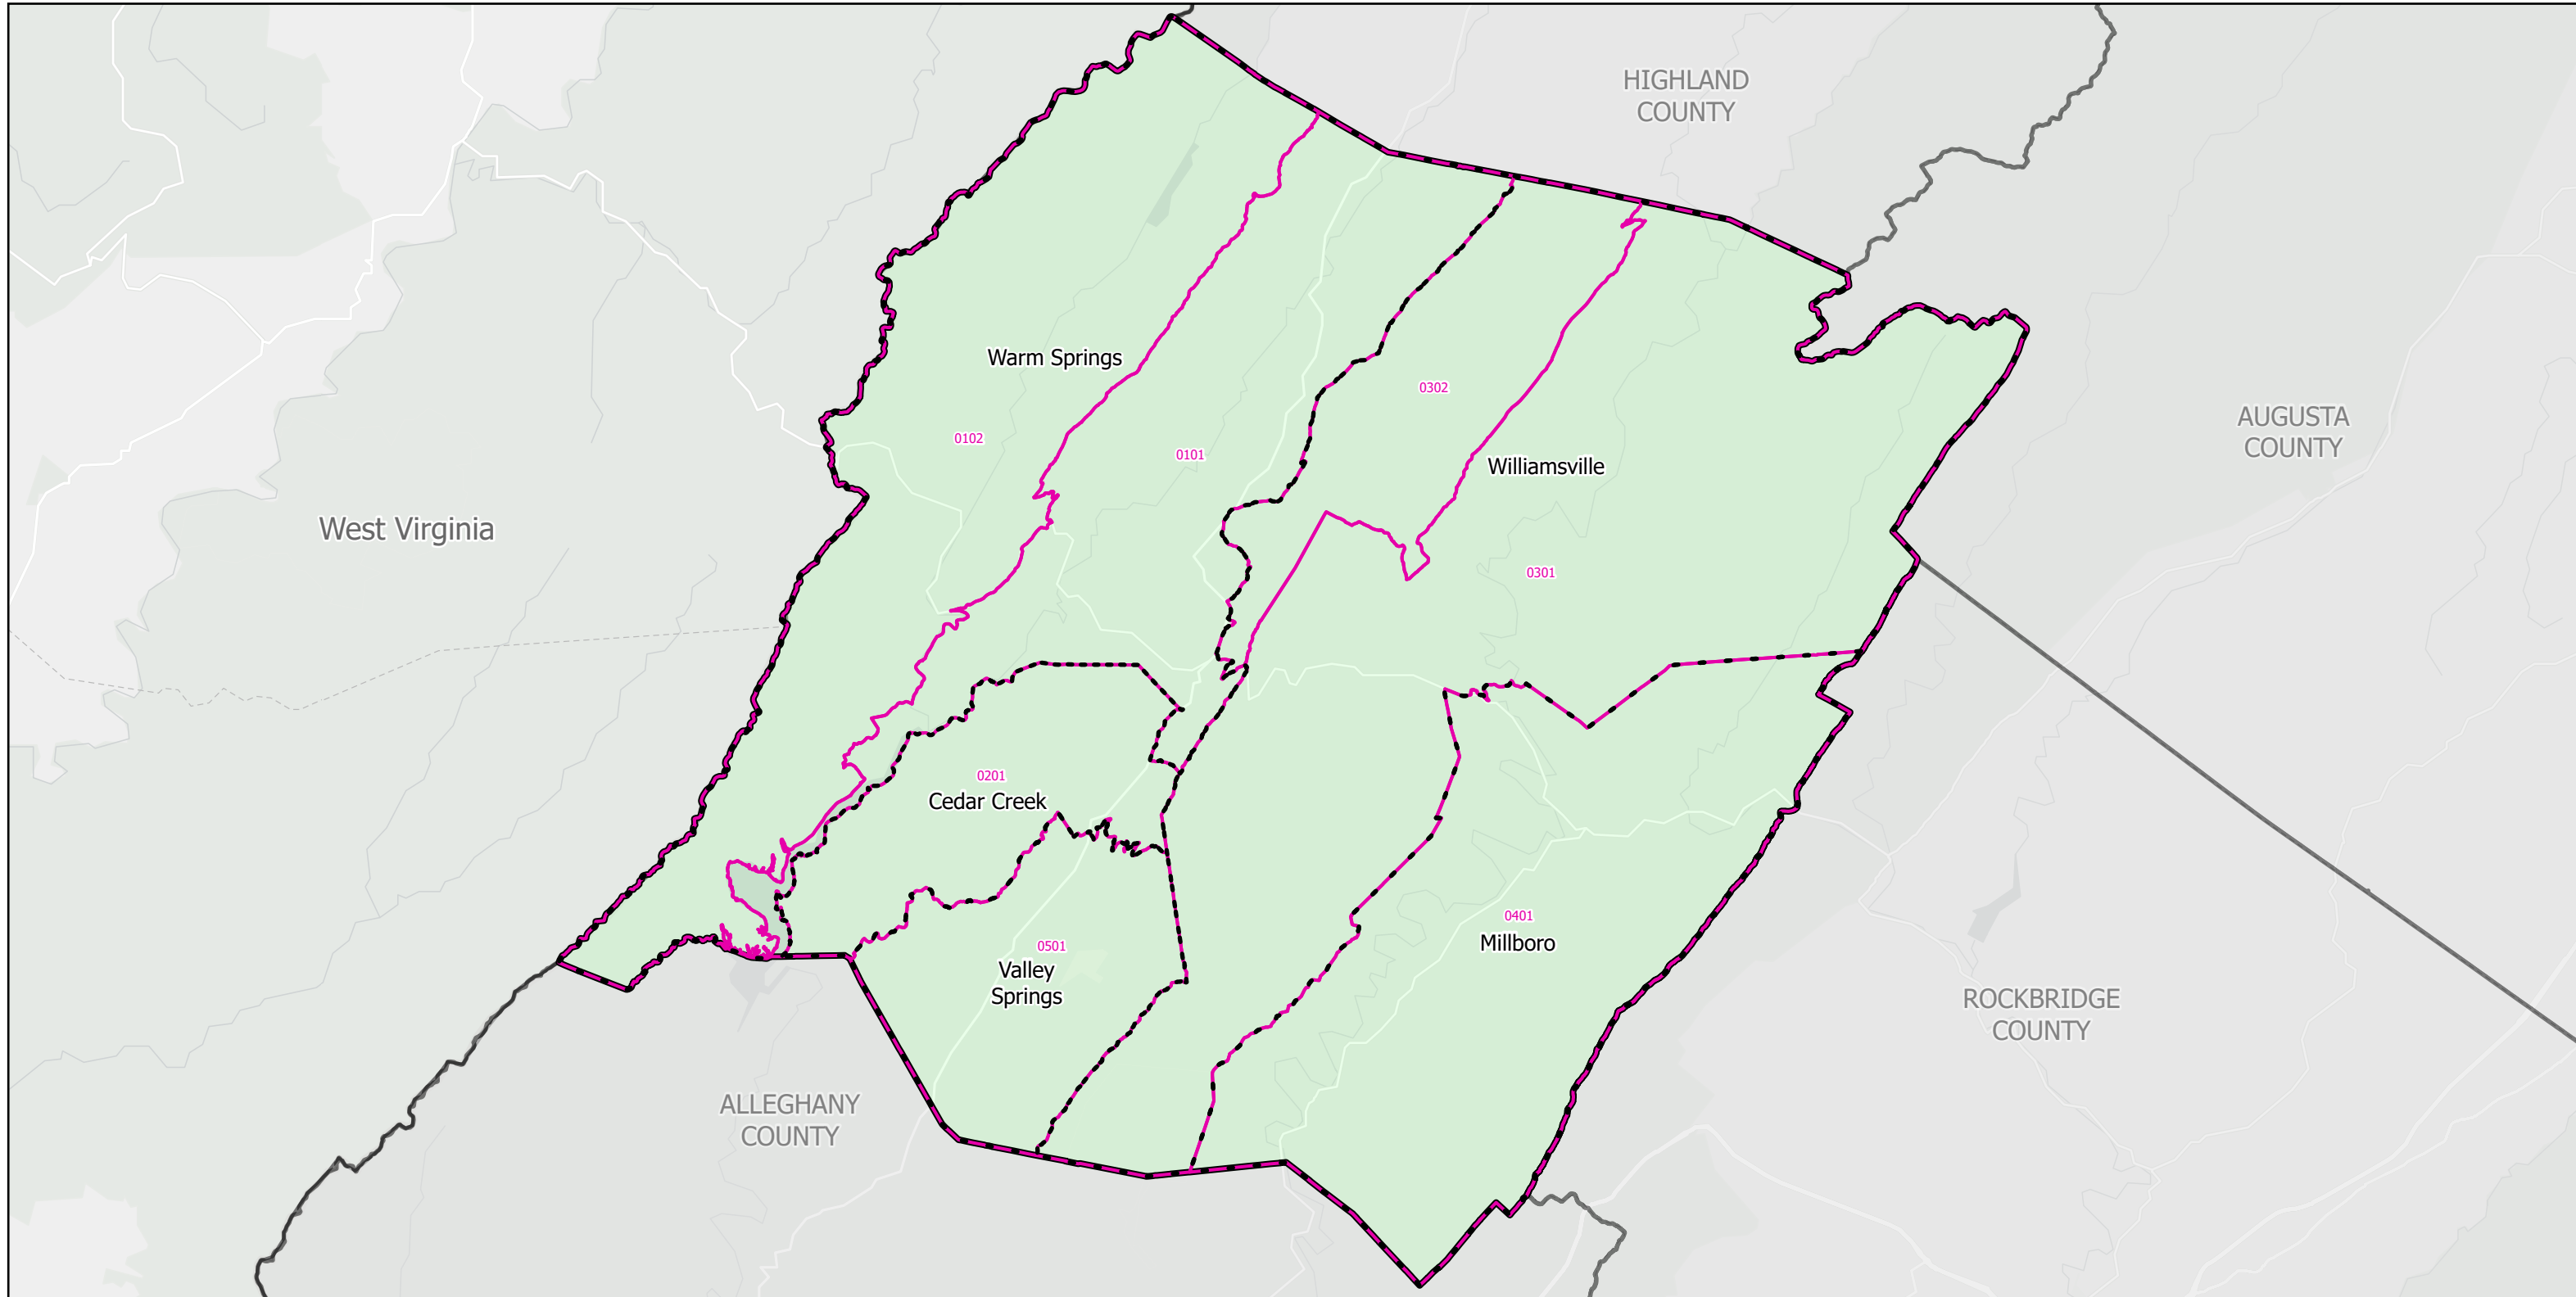 HIGHLAND
COUNTY
Warm Springs
0302
AUGUSTA
COUNTY
0102
0101
Williamsville
West Virginia
0301
0201
Cedar Creek
0401
Millboro
0501
Valley
Springs
ROCKBRIDGE
COUNTY
ALLEGHANY
COUNTY